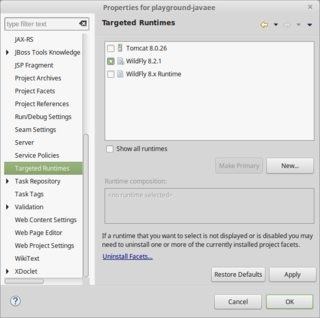 Properties for playground-javaee
type filter text
Targeted Runtimes
JAX-RS
JBoss Tools Knowledge
JSP Fragment
Project Archives
Project Facets
Project References
Run/Debug Settings
Seam Settings
Server
Service Policies
Targeted Runtimes
Task Repository
Task Tags
Validation
Web Content Settings
Web Page Editor
Web Project Settings
WikiText
XDoclet
Tomcat 8.0.26
WildFly 8.2.1
WildFly 8.x Runtime
Show all runtimes
Make Primary
New...
Runtime composition:
<no runtime selected>
If a runtime that you want to select is not displayed or is disabled you may
need to uninstall one or more of the currently installed project facets.
Uninstall Facets...
Restore Defaults
Apply
?
Cancel
OK